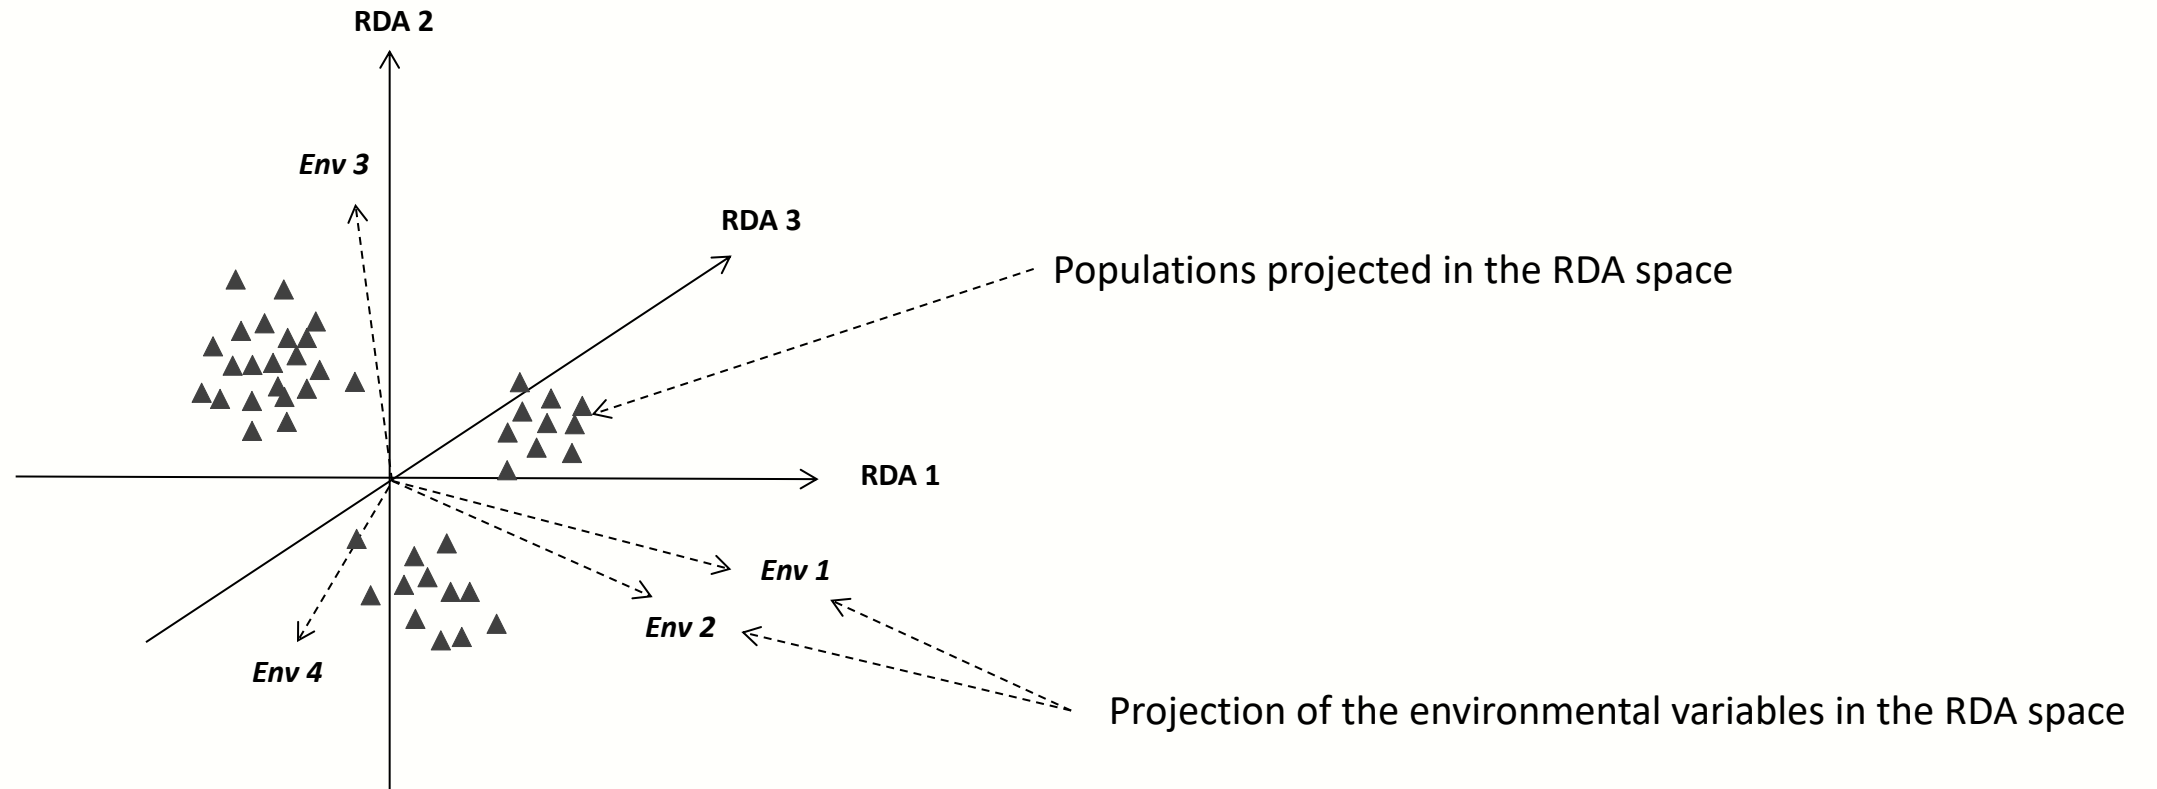 RDA 2
Env 3
RDA 3
Populations projected in the RDA space
RDA 1
Env 1
Env 2
Env 4
Projection of the environmental variables in the RDA space